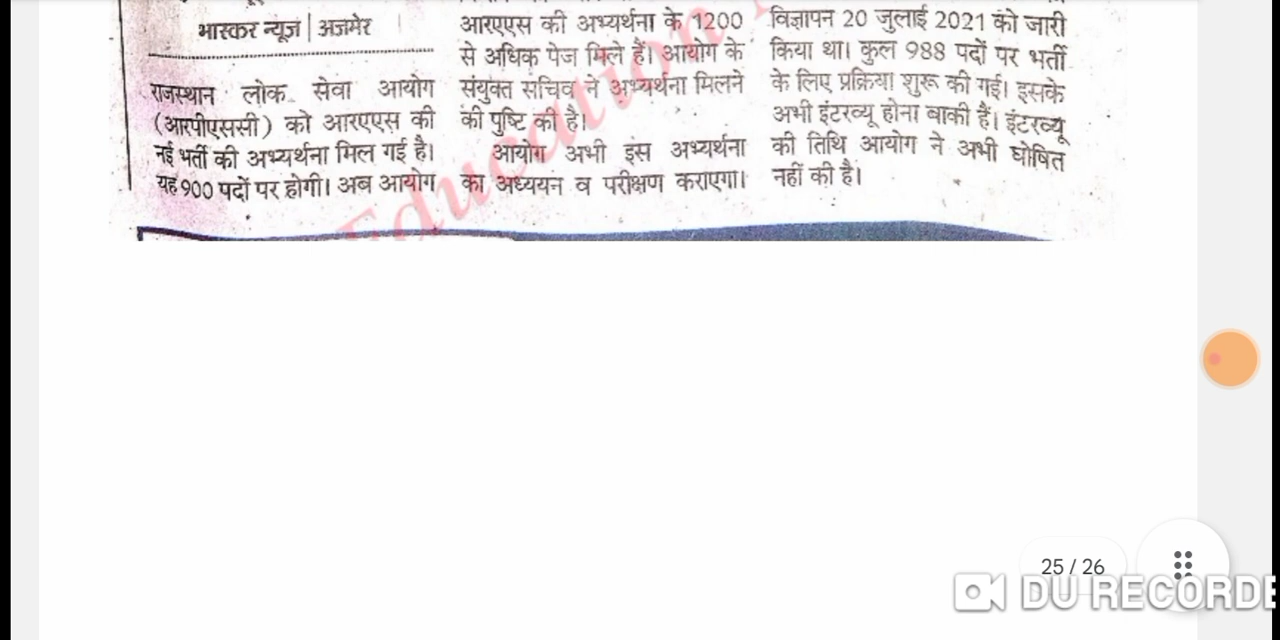 भास्कर न्यूज | अजमेर
राजस्थान लोक सेवा आयोग
(आरपीएससी) को आरएएस की
नई भर्ती की अभ्यर्थना मिल गई है।
यह 900 पदों पर होगी। अब आयोग
आरएएस की अभ्यर्थना के 1200
से अधिक पेज मिले हैं। आयोग के
संयुक्त सचिव ने अभ्यर्थना मिलने
की पुष्टि की है।
आयोग अभी इस अभ्यर्थना
का अध्ययन व परीक्षण कराएगा।
विज्ञापन 20 जुलाई 2021 को जारी
किया था। कुल 988 पदों पर भर्ती
के लिए प्रक्रिया शुरू की गई। इसके
अभी इंटरव्यू होना बाकी हैं। इंटरव्यू
की तिथि आयोग ने अभी घोषित
नहीं की है।
Education
25 / 26
DU RECORDE